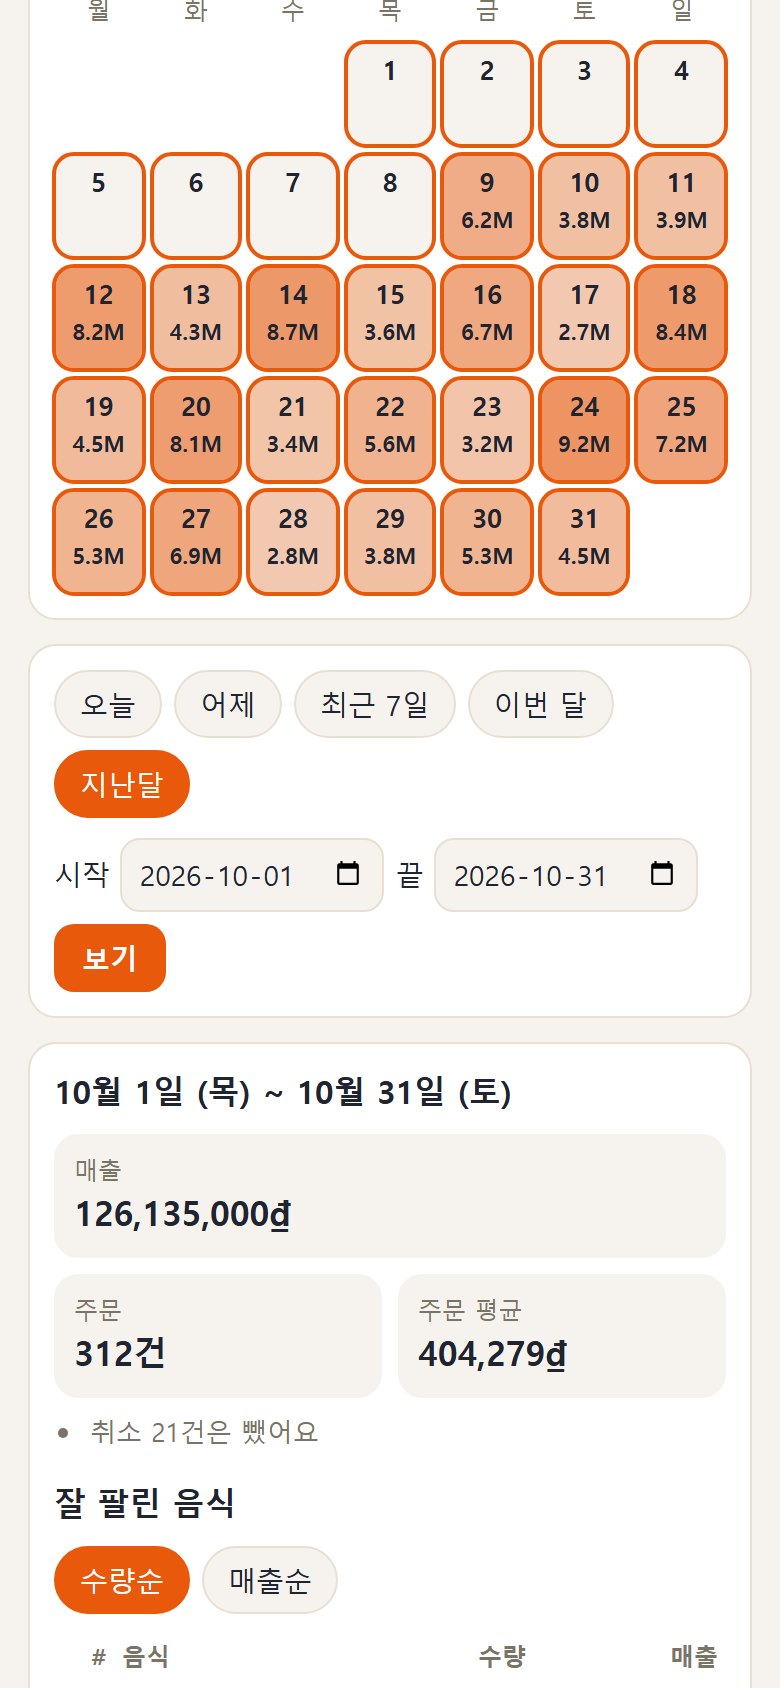 월 화 수 목 금 토 일
1 2 3 4
5 6 7 8 9 10 11
6.2M 3.8M 3.9M
12 13 14 15 16 17 18
8.2M 4.3M 8.7M 3.6M 6.7M 2.7M 8.4M
19 20 21 22 23 24 25
4.5M 8.1M 3.4M 5.6M 3.2M 9.2M 7.2M
26 27 28 29 30 31
5.3M 6.9M 2.8M 3.8M 5.3M 4.5M
오늘 어제 최근 7일 이번 달
지난달
시작 2026-10-01 끝 2026-10-31
보기
10월 1일 (목) ~ 10월 31일 (토)
매출
126,135,000₫
주문 주문 평균
312건 404,279₫
• 취소 21건은 뺐어요
잘 팔린 음식
수량순 매출순
# 음식 수량 매출